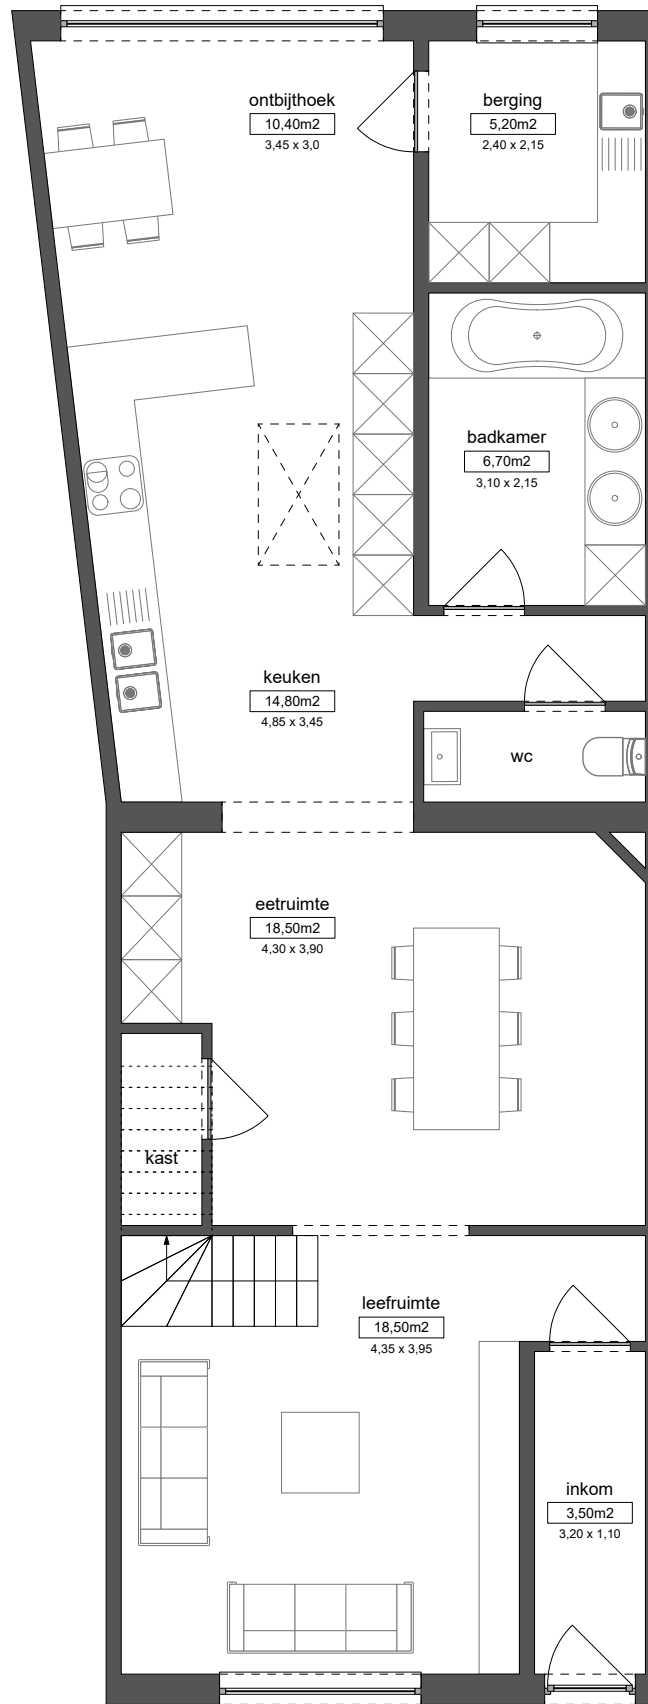 ontbijthoek
10,40m2
3,45 x 3,0
berging
5,20m2
2,40 x 2,15
badkamer
6,70m2
3,10 x 2,15
keuken
14,80m2
4,85 x 3,45
wc
eetruimte
18,50m2
4,30 x 3,90
kast
leefruimte
18,50m2
4,35 x 3,95
inkom
3,50m2
3,20 x 1,10